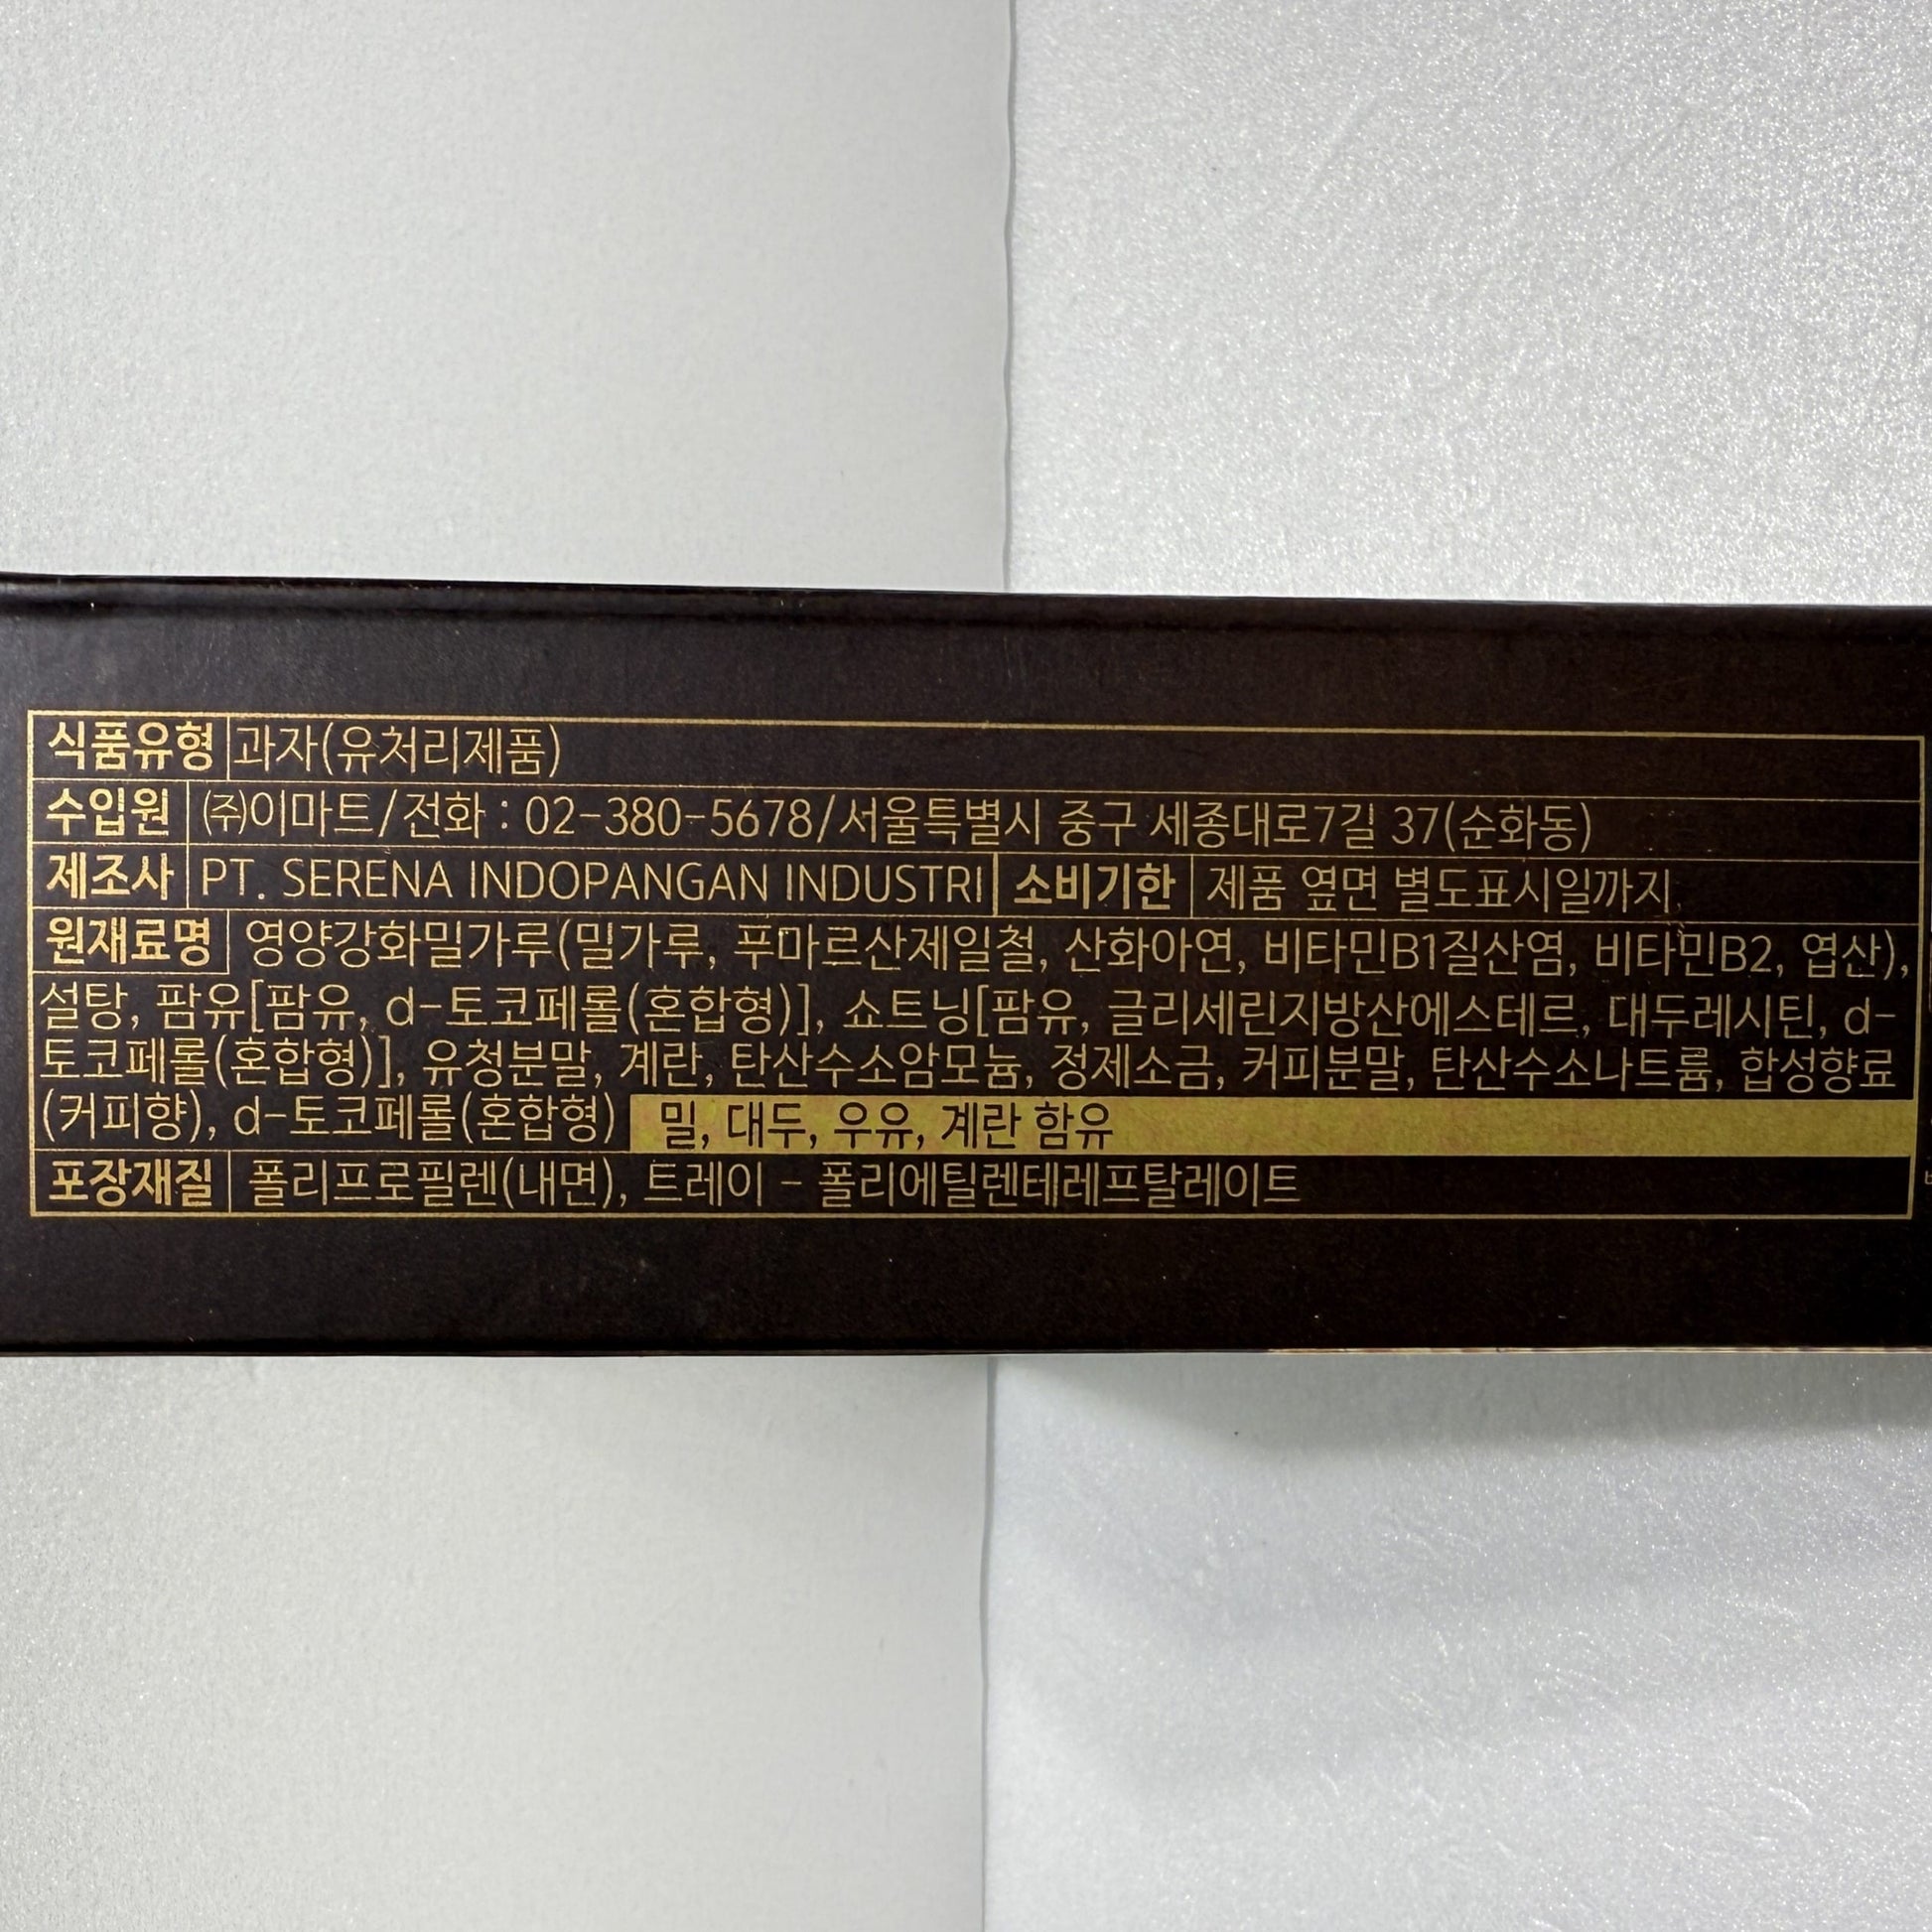 식품유형 과자(유처리제품)
수입원 ㈜이마트/전화 : 02-380-5678/서울특별시 중구 세종대로7길 37(순화동)
제조사 PT. SERENA INDOPANGAN INDUSTRI 소비기한 제품 옆면 별도표시일까지
원재료명 영양강화밀가루(밀가루, 푸마르산제일철, 산화아연, 비타민B1질산염, 비타민B2, 엽산),
설탕, 팜유[팜유, d-토코페롤(혼합형)], 쇼트닝[팜유, 글리세린지방산에스테르, 대두레시틴, d-
토코페롤(혼합형)], 유청분말, 계란, 탄산수소암모늄, 정제소금, 커피분말, 탄산수소나트륨, 합성향료
(커피향), d-토코페롤(혼합형) 밀, 대두, 우유, 계란 함유
포장재질 폴리프로필렌(내면), 트레이 - 폴리에틸렌테레프탈레이트